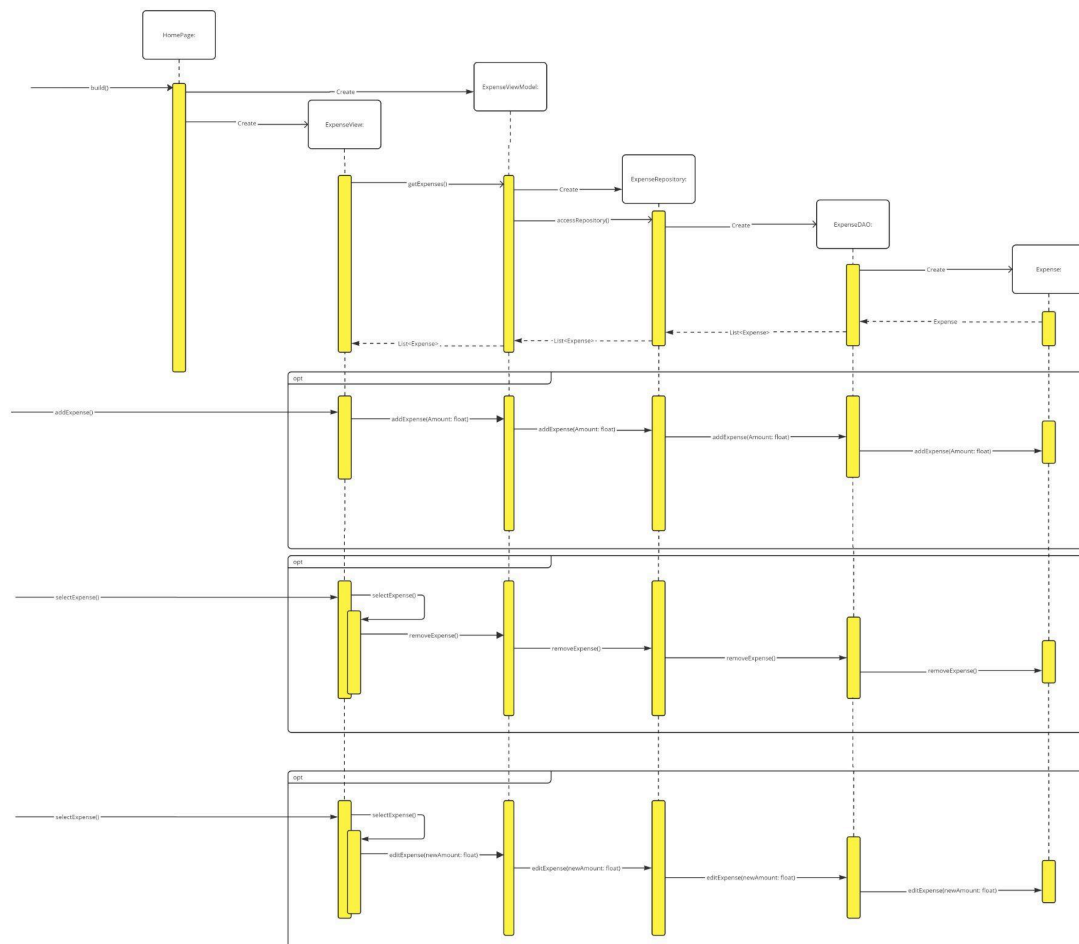 HomePage:
build()
Create
ExpenseViewModel:
Create
ExpenseView:
ExpenseRepository:
getExpenses()
Create
accessRepository()
Create
ExpenseDAO:
Create
Expense:
Expense
List<Expense>
List<Expense>
List<Expense>
opt
addExpense()
addExpense(Amount: float)
addExpense(Amount: float)
addExpense(Amount: float)
addExpense(Amount: float)
opt
selectExpense()
selectExpense()
removeExpense()
removeExpense()
removeExpense()
removeExpense()
opt
selectExpense()
selectExpense()
editExpense(newAmount: float)
editExpense(newAmount: float)
editExpense(newAmount: float)
editExpense(newAmount: float)